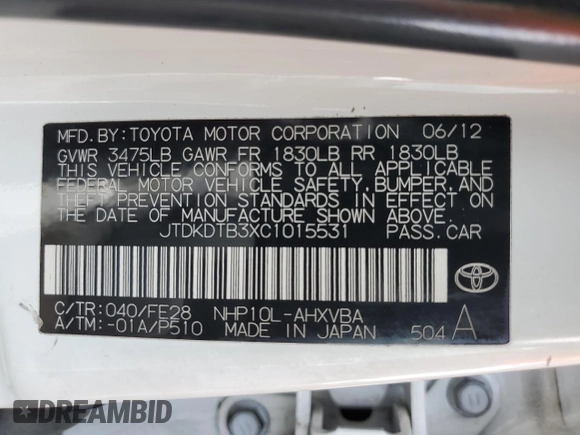 MFD.BY:TOYOTA MOTOR CORPORATION 06/12
GVWR 3475LB GAWR FR 1830LB RR 1830LB
THIS VEHICLE CONFORMS TO ALL APPLICABLE
FEDERAL MOTOR VEHICLE SAFETY,BUMPER,AND
THEFT PREVENTION STANDARDS IN EFFECT ON
THE DATE OF MANUFACTURE SHOWN ABOVE.
JTDKDTB3XC1015531 PASS.CAR
C/TR:040/FE28 NHP10L-AHXVBA
A/TM:-01A/P510 MADE IN JAPAN 504 A
DREAMBID